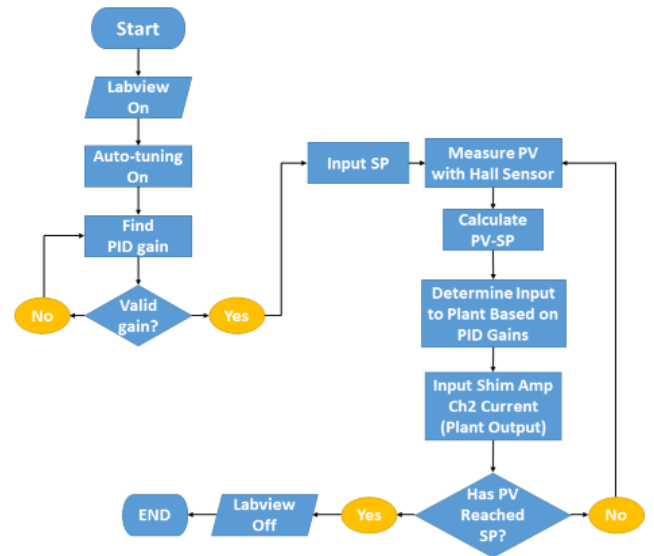 Start
Labview
On
Auto-tuning
On
Find
PID gain
Valid
gain?
No
Yes
Input SP
Measure PV
with Hall Sensor
Calculate
PV-SP
Determine Input
to Plant Based on
PID Gains
Input Shim Amp
Ch2 Current
(Plant Output)
Has PV
Reached
SP?
No
Yes
Labview
Off
END